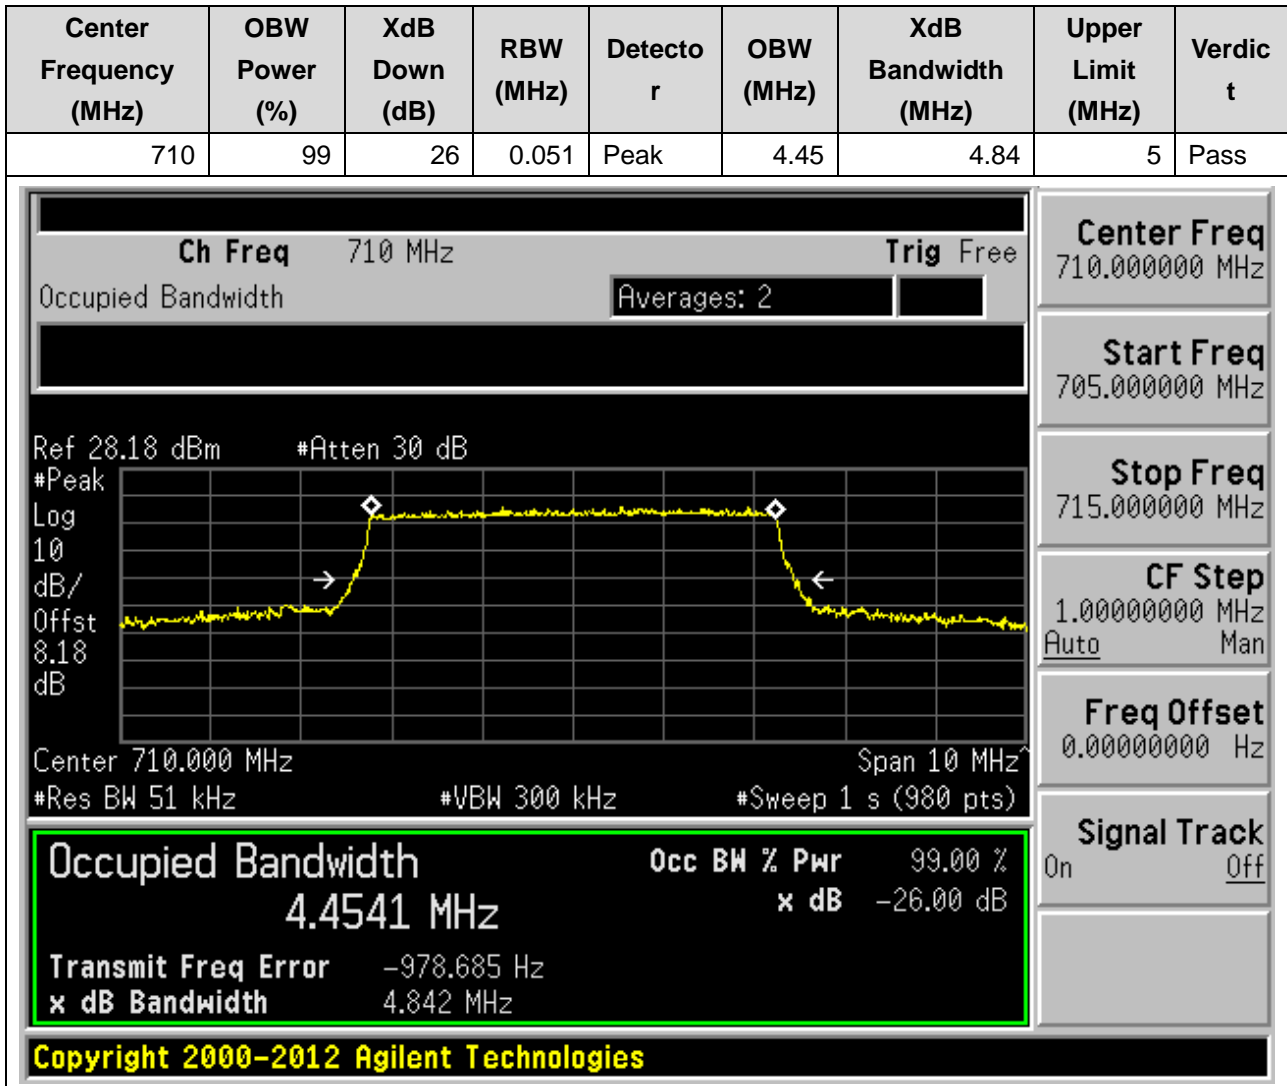 Center Frequency (MHz) OBW Power (%) XdB Down (dB) RBW (MHz) Detector OBW (MHz) XdB Bandwidth (MHz) Upper Limit (MHz) Verdict
710 99 26 0.051 Peak 4.45 4.84 5 Pass
Ch Freq 710 MHz Trig Free
Occupied Bandwidth Averages: 2
Ref 28.18 dBm #Atten 30 dB
#Peak
Log
10
dB/
Offst
8.18
dB
Center 710.000 MHz Span 10 MHz^
#Res BW 51 kHz #VBW 300 kHz #Sweep 1 s (980 pts)
Occupied Bandwidth Occ BW % Pwr 99.00 %
4.4541 MHz x dB -26.00 dB
Transmit Freq Error -978.685 Hz
x dB Bandwidth 4.842 MHz
Copyright 2000-2012 Agilent Technologies
Center Freq
710.000000 MHz
Start Freq
705.000000 MHz
Stop Freq
715.000000 MHz
CF Step
1.00000000 MHz
Auto Man
Freq Offset
0.00000000 Hz
Signal Track
On Off